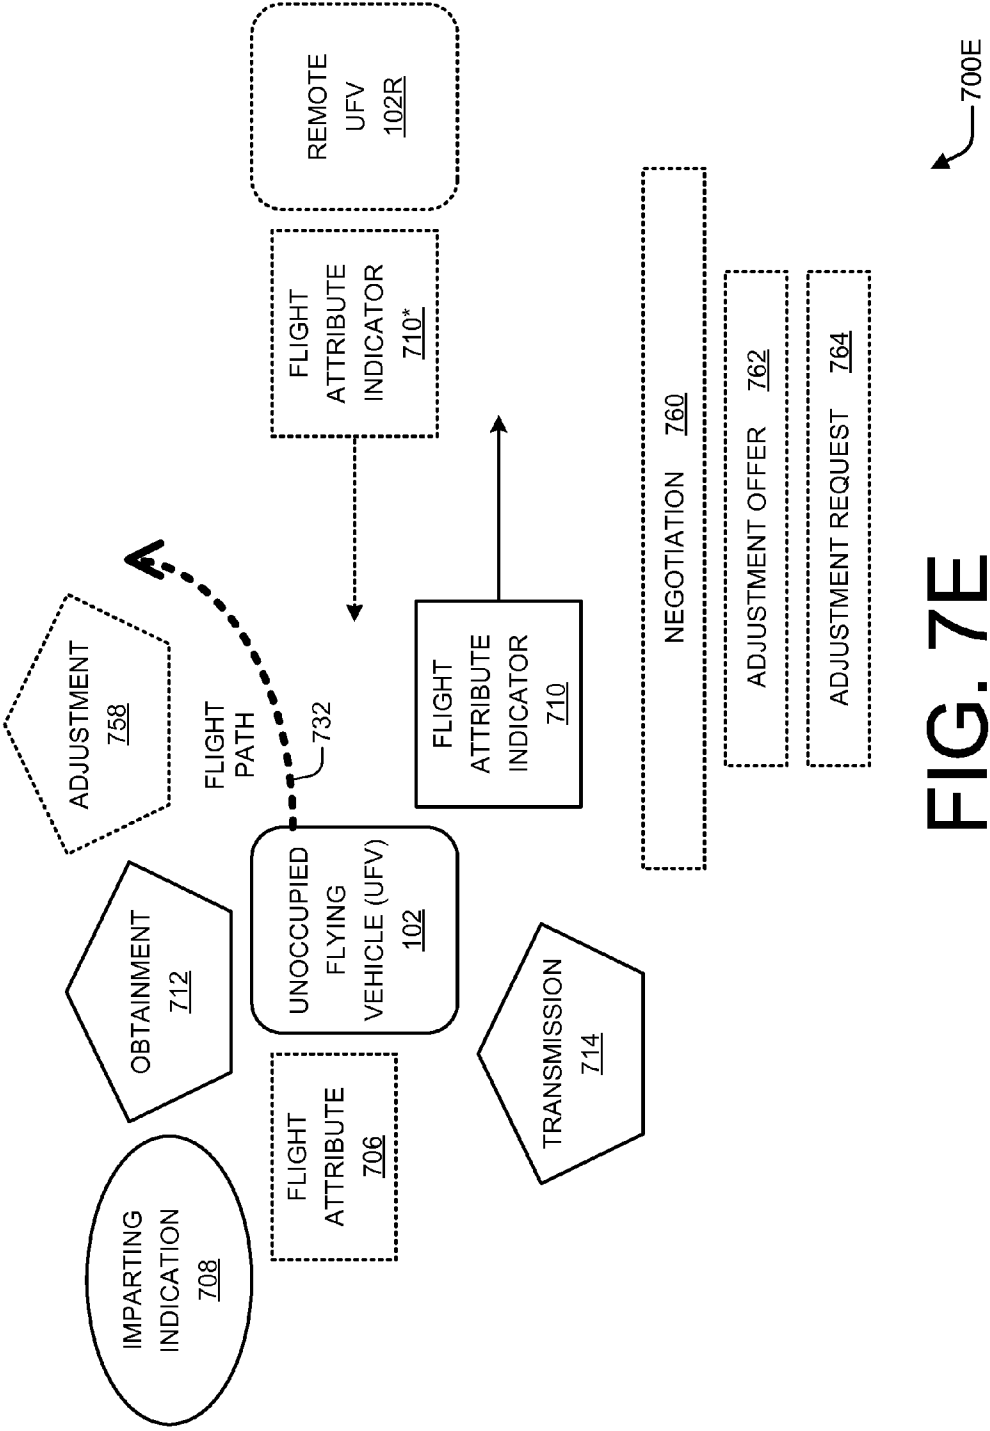 IMPARTING
INDICATION
708
OBTAINMENT
712
ADJUSTMENT
758
FLIGHT
PATH
732
FLIGHT
ATTRIBUTE
706
UNOCCUPIED
FLYING
VEHICLE (UFV)
102
FLIGHT
ATTRIBUTE
INDICATOR
710*
REMOTE
UFV
102R
TRANSMISSION
714
FLIGHT
ATTRIBUTE
INDICATOR
710
NEGOTIATION 760
ADJUSTMENT OFFER 762
ADJUSTMENT REQUEST 764
700E
FIG. 7E